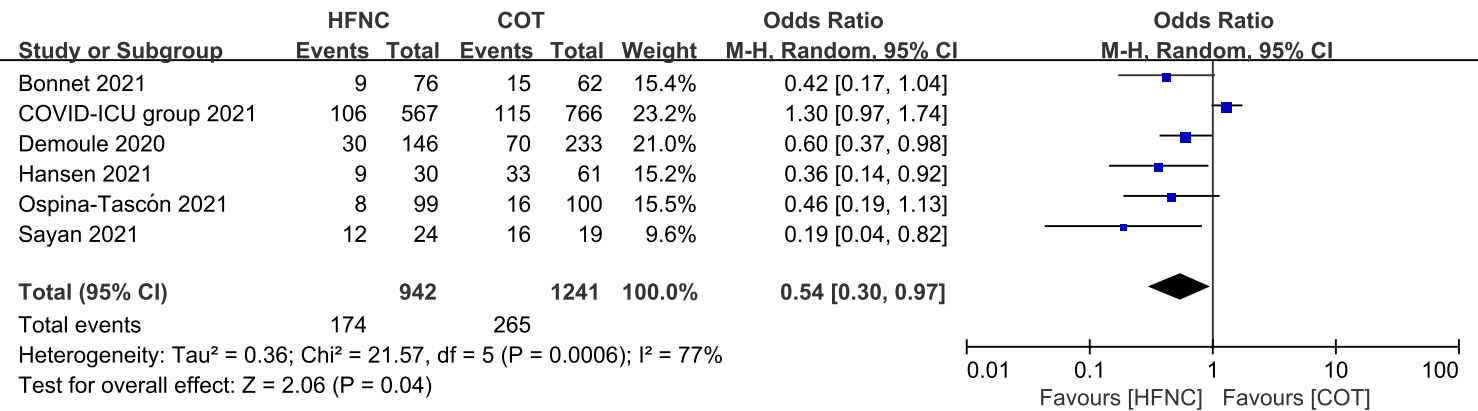 HFNC COT Odds Ratio Odds Ratio
Study or Subgroup Events Total Events Total Weight M-H, Random, 95% CI M-H, Random, 95% CI
Bonnet 2021 9 76 15 62 15.4% 0.42 [0.17, 1.04]
COVID-ICU group 2021 106 567 115 766 23.2% 1.30 [0.97, 1.74]
Demoule 2020 30 146 70 233 21.0% 0.60 [0.37, 0.98]
Hansen 2021 9 30 33 61 15.2% 0.36 [0.14, 0.92]
Ospina-Tascón 2021 8 99 16 100 15.5% 0.46 [0.19, 1.13]
Sayan 2021 12 24 16 19 9.6% 0.19 [0.04, 0.82]
Total (95% CI) 942 1241 100.0% 0.54 [0.30, 0.97]
Total events 174 265
Heterogeneity: Tau² = 0.36; Chi² = 21.57, df = 5 (P = 0.0006); I² = 77%
Test for overall effect: Z = 2.06 (P = 0.04)
0.01 0.1 1 10 100
Favours [HFNC] Favours [COT]